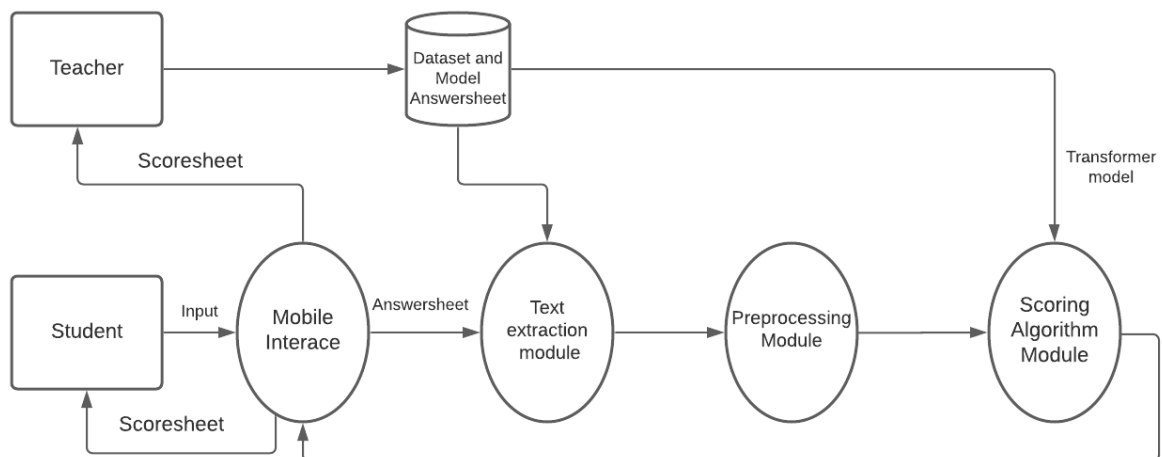 Teacher
Dataset and
Model
Answersheet
Scoresheet
Transformer
model
Student
Input
Mobile
Interace
Answersheet
Text
extraction
module
Preprocessing
Module
Scoring
Algorithm
Module
Scoresheet